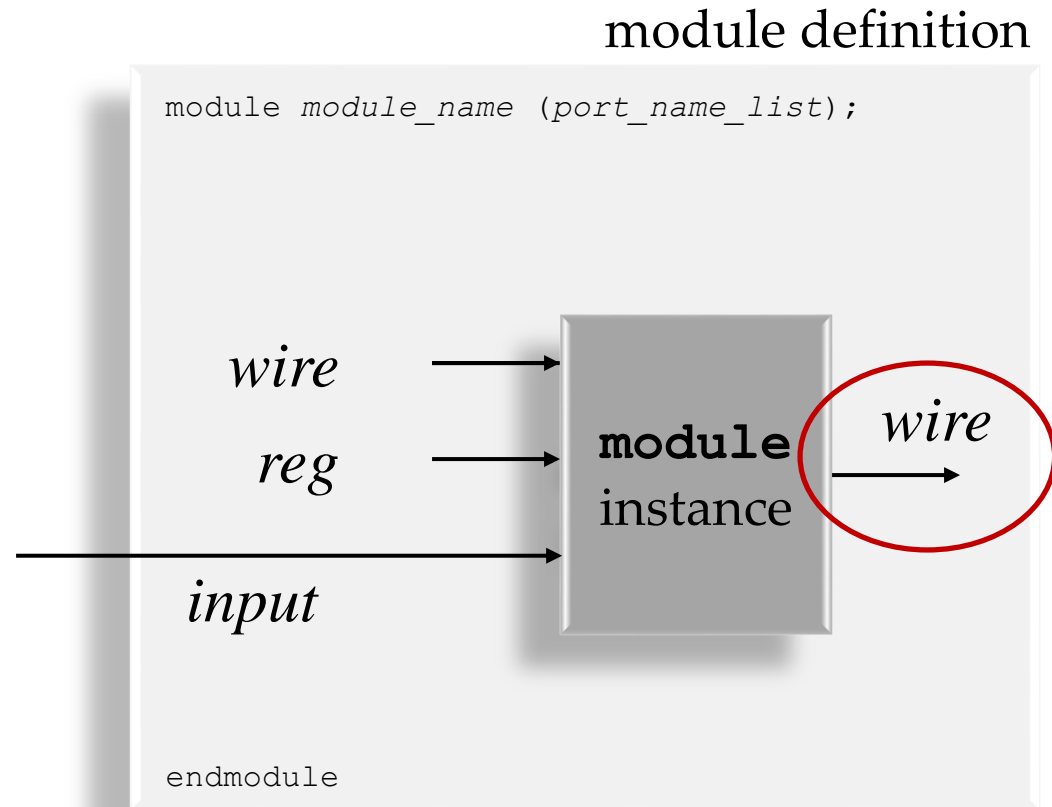 module definition
module module_name (port_name_list);
wire
reg
input
module
instance
wire
endmodule